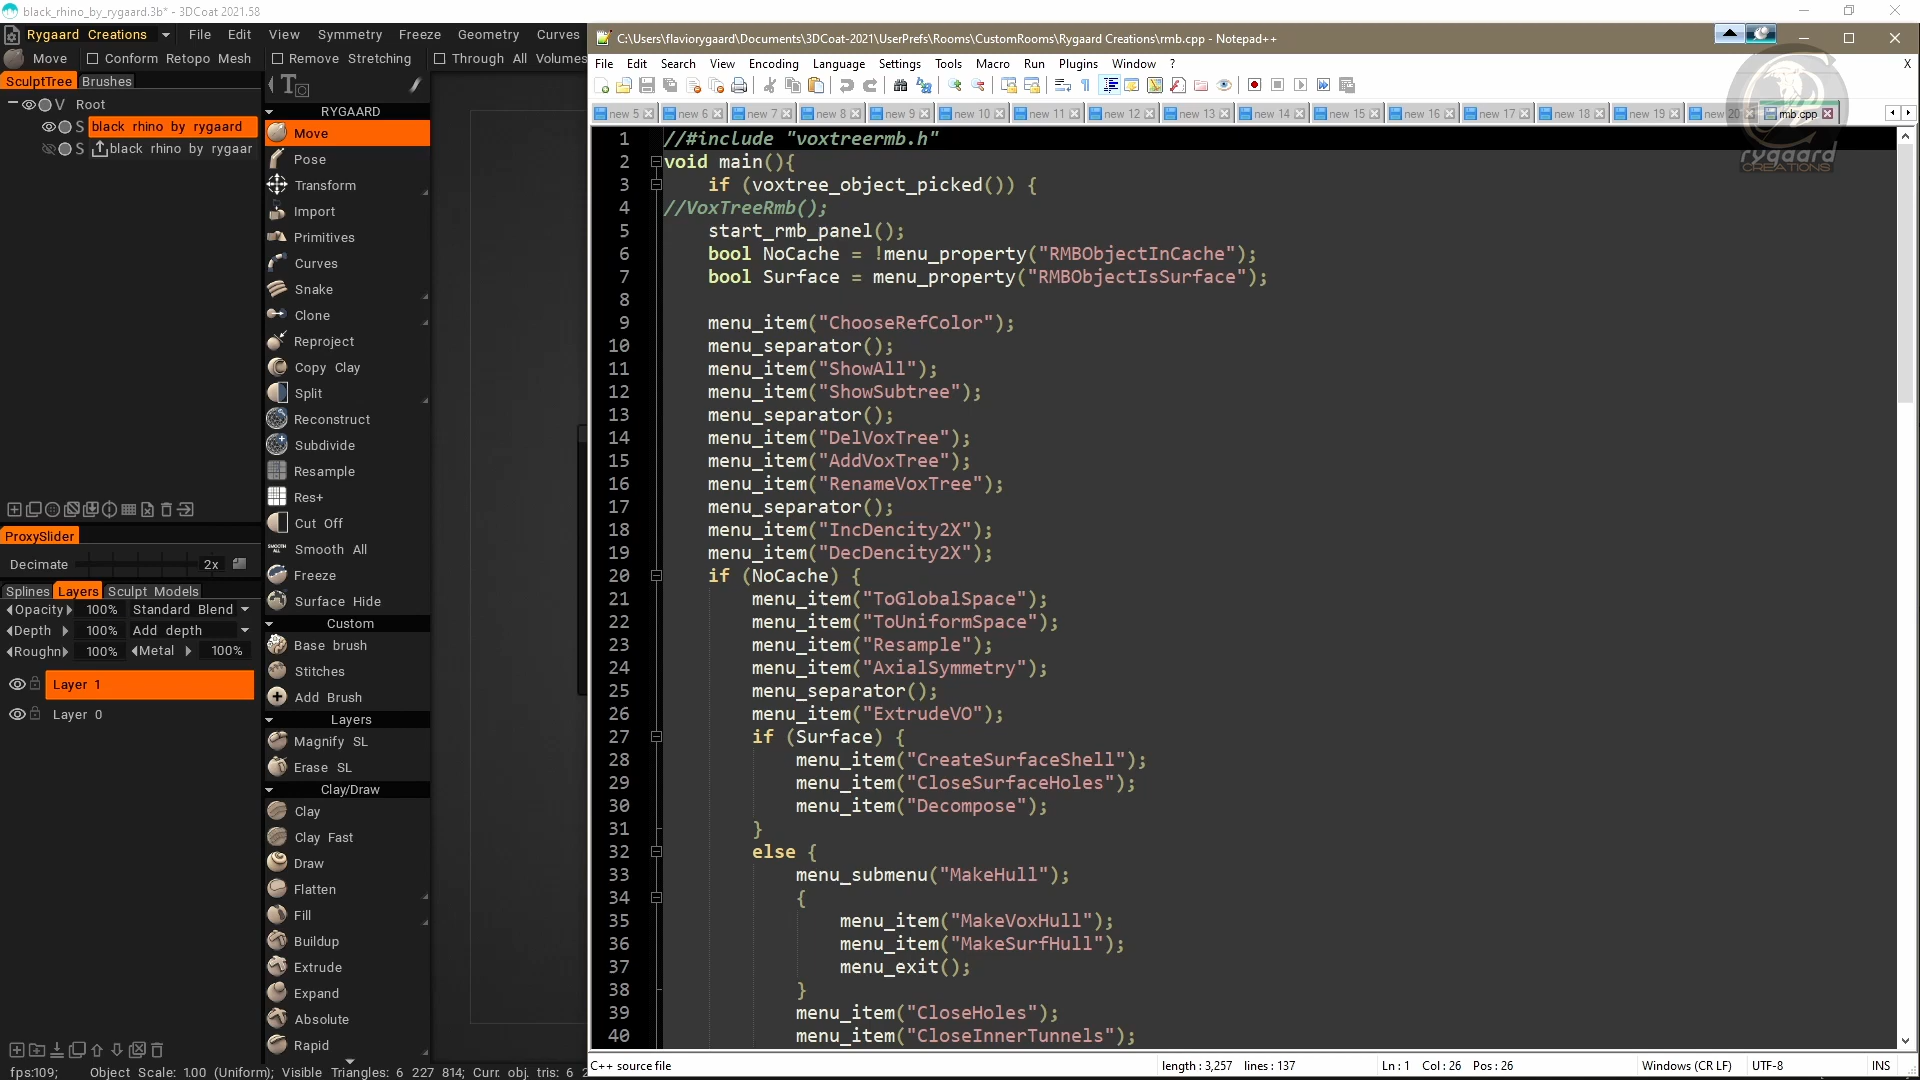 black_rhino_by_rygaard.3b* - 3DCoat 2021.58
Rygaard Creations
File Edit View Symmetry Freeze Geometry Curves
Move Conform Retopo Mesh Remove Stretching Through All Volumes
SculptTree Brushes
V Root
S black rhino by rygaard
S black rhino by rygaar
ProxySlider
Decimate 2x
Splines Layers Sculpt Models
Opacity 100% Standard Blend
Depth 100% Add depth
Roughn 100% Metal 100%
Layer 1
Layer 0
RYGAARD
Move
Pose
Transform
Import
Primitives
Curves
Snake
Clone
Reproject
Copy Clay
Split
Reconstruct
Subdivide
Resample
Res+
Cut Off
SMOOTH ALL
Smooth All
Freeze
Surface Hide
Custom
Base brush
Stitches
Add Brush
Layers
Magnify SL
Erase SL
Clay/Draw
Clay
Clay Fast
Draw
Flatten
Fill
Buildup
Extrude
Expand
Absolute
Rapid
fps:109; Object Scale: 1.00 (Uniform); Visible Triangles: 6 227 814; Curr. obj. tris: 6 2
C:\Users\flaviorygaard\Documents\3DCoat-2021\UserPrefs\Rooms\CustomRooms\Rygaard Creations\rmb.cpp - Notepad++
File Edit Search View Encoding Language Settings Tools Macro Run Plugins Window ? X
new 5 new 6 new 7 new 8 new 9 new 10 new 11 new 12 new 13 new 14 new 15 new 16 new 17 new 18 new 19 new 20 rmb.cpp
rygaard
CREATIONS
1 //#include "voxtreermb.h"
2 void main(){
3 if (voxtree_object_picked()) {
4 //VoxTreeRmb();
5 start_rmb_panel();
6 bool NoCache = !menu_property("RMBObjectInCache");
7 bool Surface = menu_property("RMBObjectIsSurface");
8
9 menu_item("ChooseRefColor");
10 menu_separator();
11 menu_item("ShowAll");
12 menu_item("ShowSubtree");
13 menu_separator();
14 menu_item("DelVoxTree");
15 menu_item("AddVoxTree");
16 menu_item("RenameVoxTree");
17 menu_separator();
18 menu_item("IncDencity2X");
19 menu_item("DecDencity2X");
20 if (NoCache) {
21 menu_item("ToGlobalSpace");
22 menu_item("ToUniformSpace");
23 menu_item("Resample");
24 menu_item("AxialSymmetry");
25 menu_separator();
26 menu_item("ExtrudeVO");
27 if (Surface) {
28 menu_item("CreateSurfaceShell");
29 menu_item("CloseSurfaceHoles");
30 menu_item("Decompose");
31 }
32 else {
33 menu_submenu("MakeHull");
34 {
35 menu_item("MakeVoxHull");
36 menu_item("MakeSurfHull");
37 menu_exit();
38 }
39 menu_item("CloseHoles");
40 menu_item("CloseInnerTunnels");
C++ source file length : 3,257 lines : 137 Ln : 1 Col : 26 Pos : 26 Windows (CR LF) UTF-8 INS